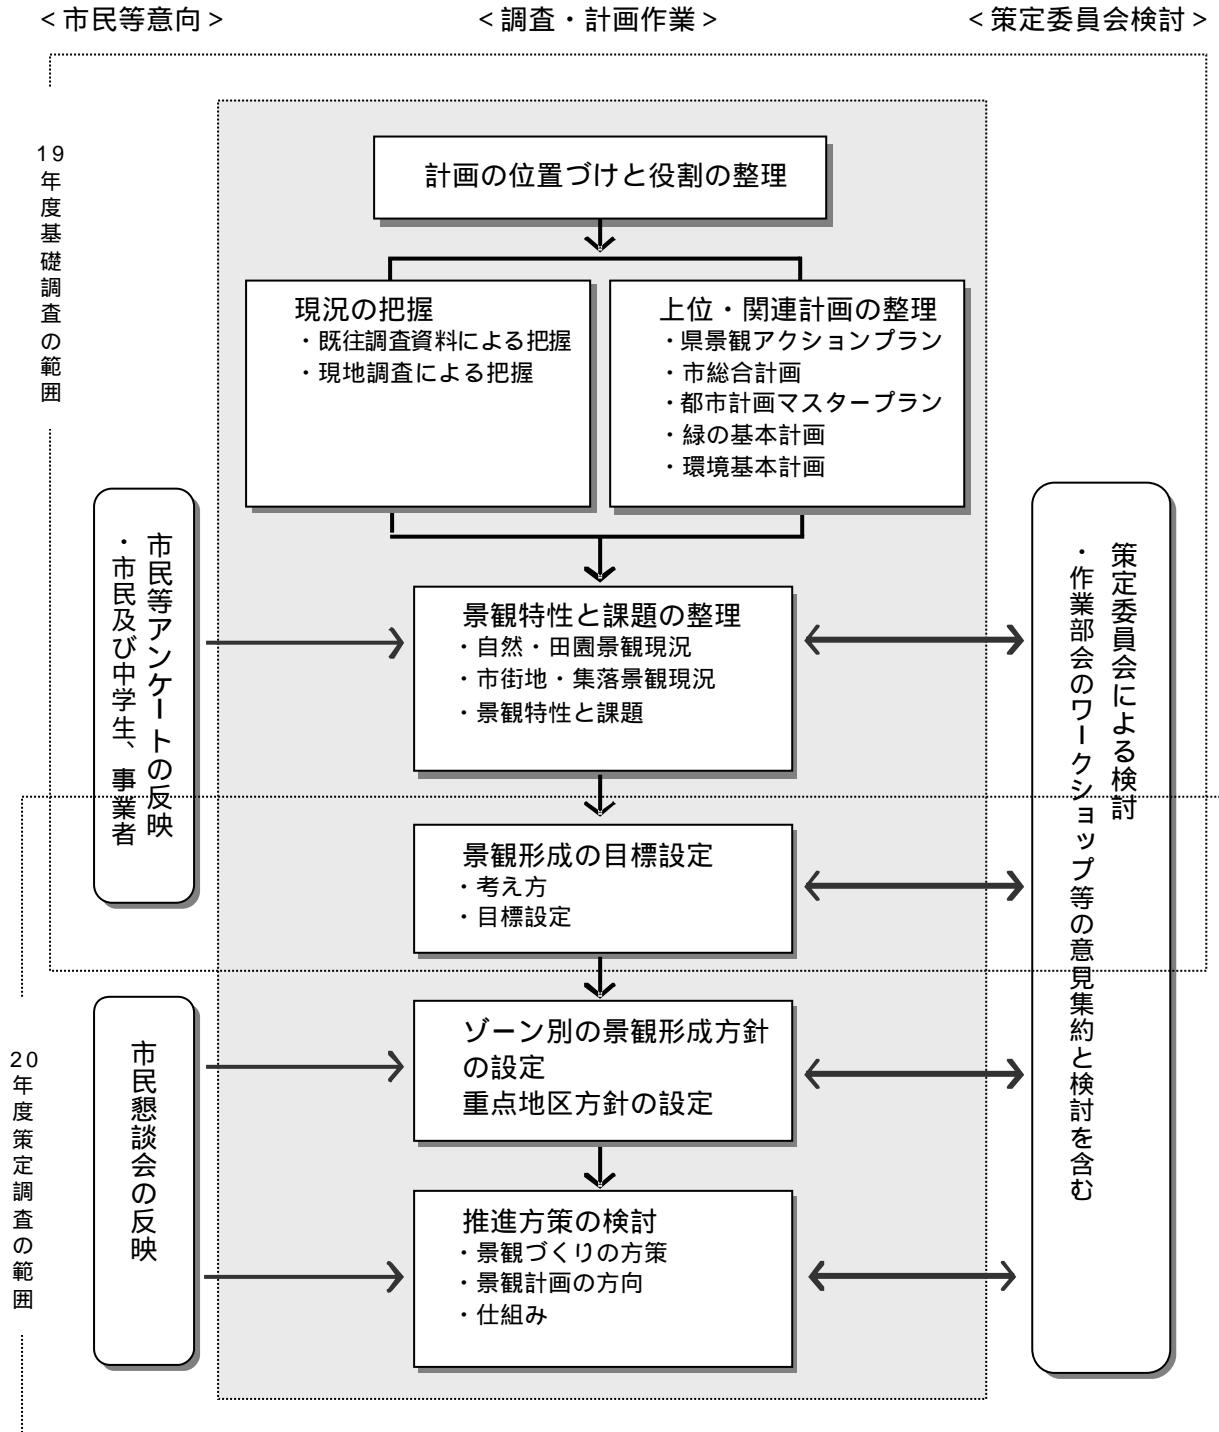 ＜市民等意向＞
＜調査・計画作業＞
＜策定委員会検討＞
19年度基礎調査の範囲
計画の位置づけと役割の整理
現況の把握
・既往調査資料による把握
・現地調査による把握
上位・関連計画の整理
・県景観アクションプラン
・市総合計画
・都市計画マスタープラン
・緑の基本計画
・環境基本計画
市民等アンケートの反映
・市民及び中学生、事業者
景観特性と課題の整理
・自然・田園景観現況
・市街地・集落景観現況
・景観特性と課題
策定委員会による検討
・作業部会のワークショップ等の意見集約と検討を含む
景観形成の目標設定
・考え方
・目標設定
20年度策定調査の範囲
市民懇談会の反映
ゾーン別の景観形成方針
の設定
重点地区方針の設定
推進方策の検討
・景観づくりの方策
・景観計画の方向
・仕組み